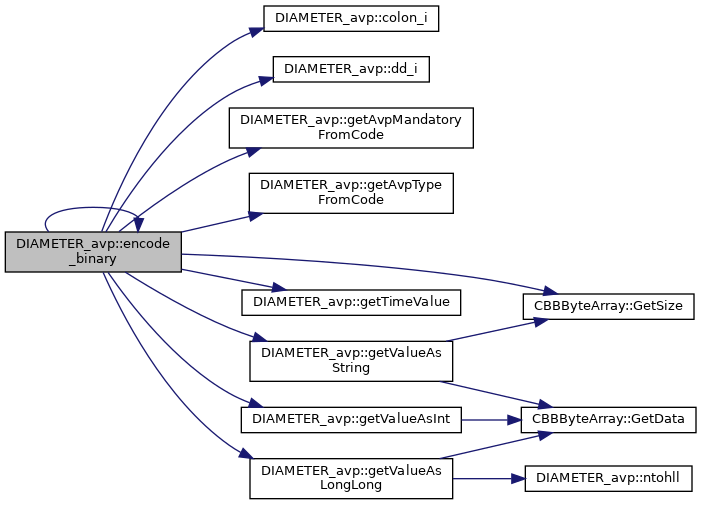 DIAMETER_avp::encode
_binary
DIAMETER_avp::colon_i
DIAMETER_avp::dd_i
DIAMETER_avp::getAvpMandatory
FromCode
DIAMETER_avp::getAvpType
FromCode
DIAMETER_avp::getTimeValue
DIAMETER_avp::getValueAs
String
DIAMETER_avp::getValueAsInt
DIAMETER_avp::getValueAs
LongLong
CBBByteArray::GetSize
CBBByteArray::GetData
DIAMETER_avp::ntohll